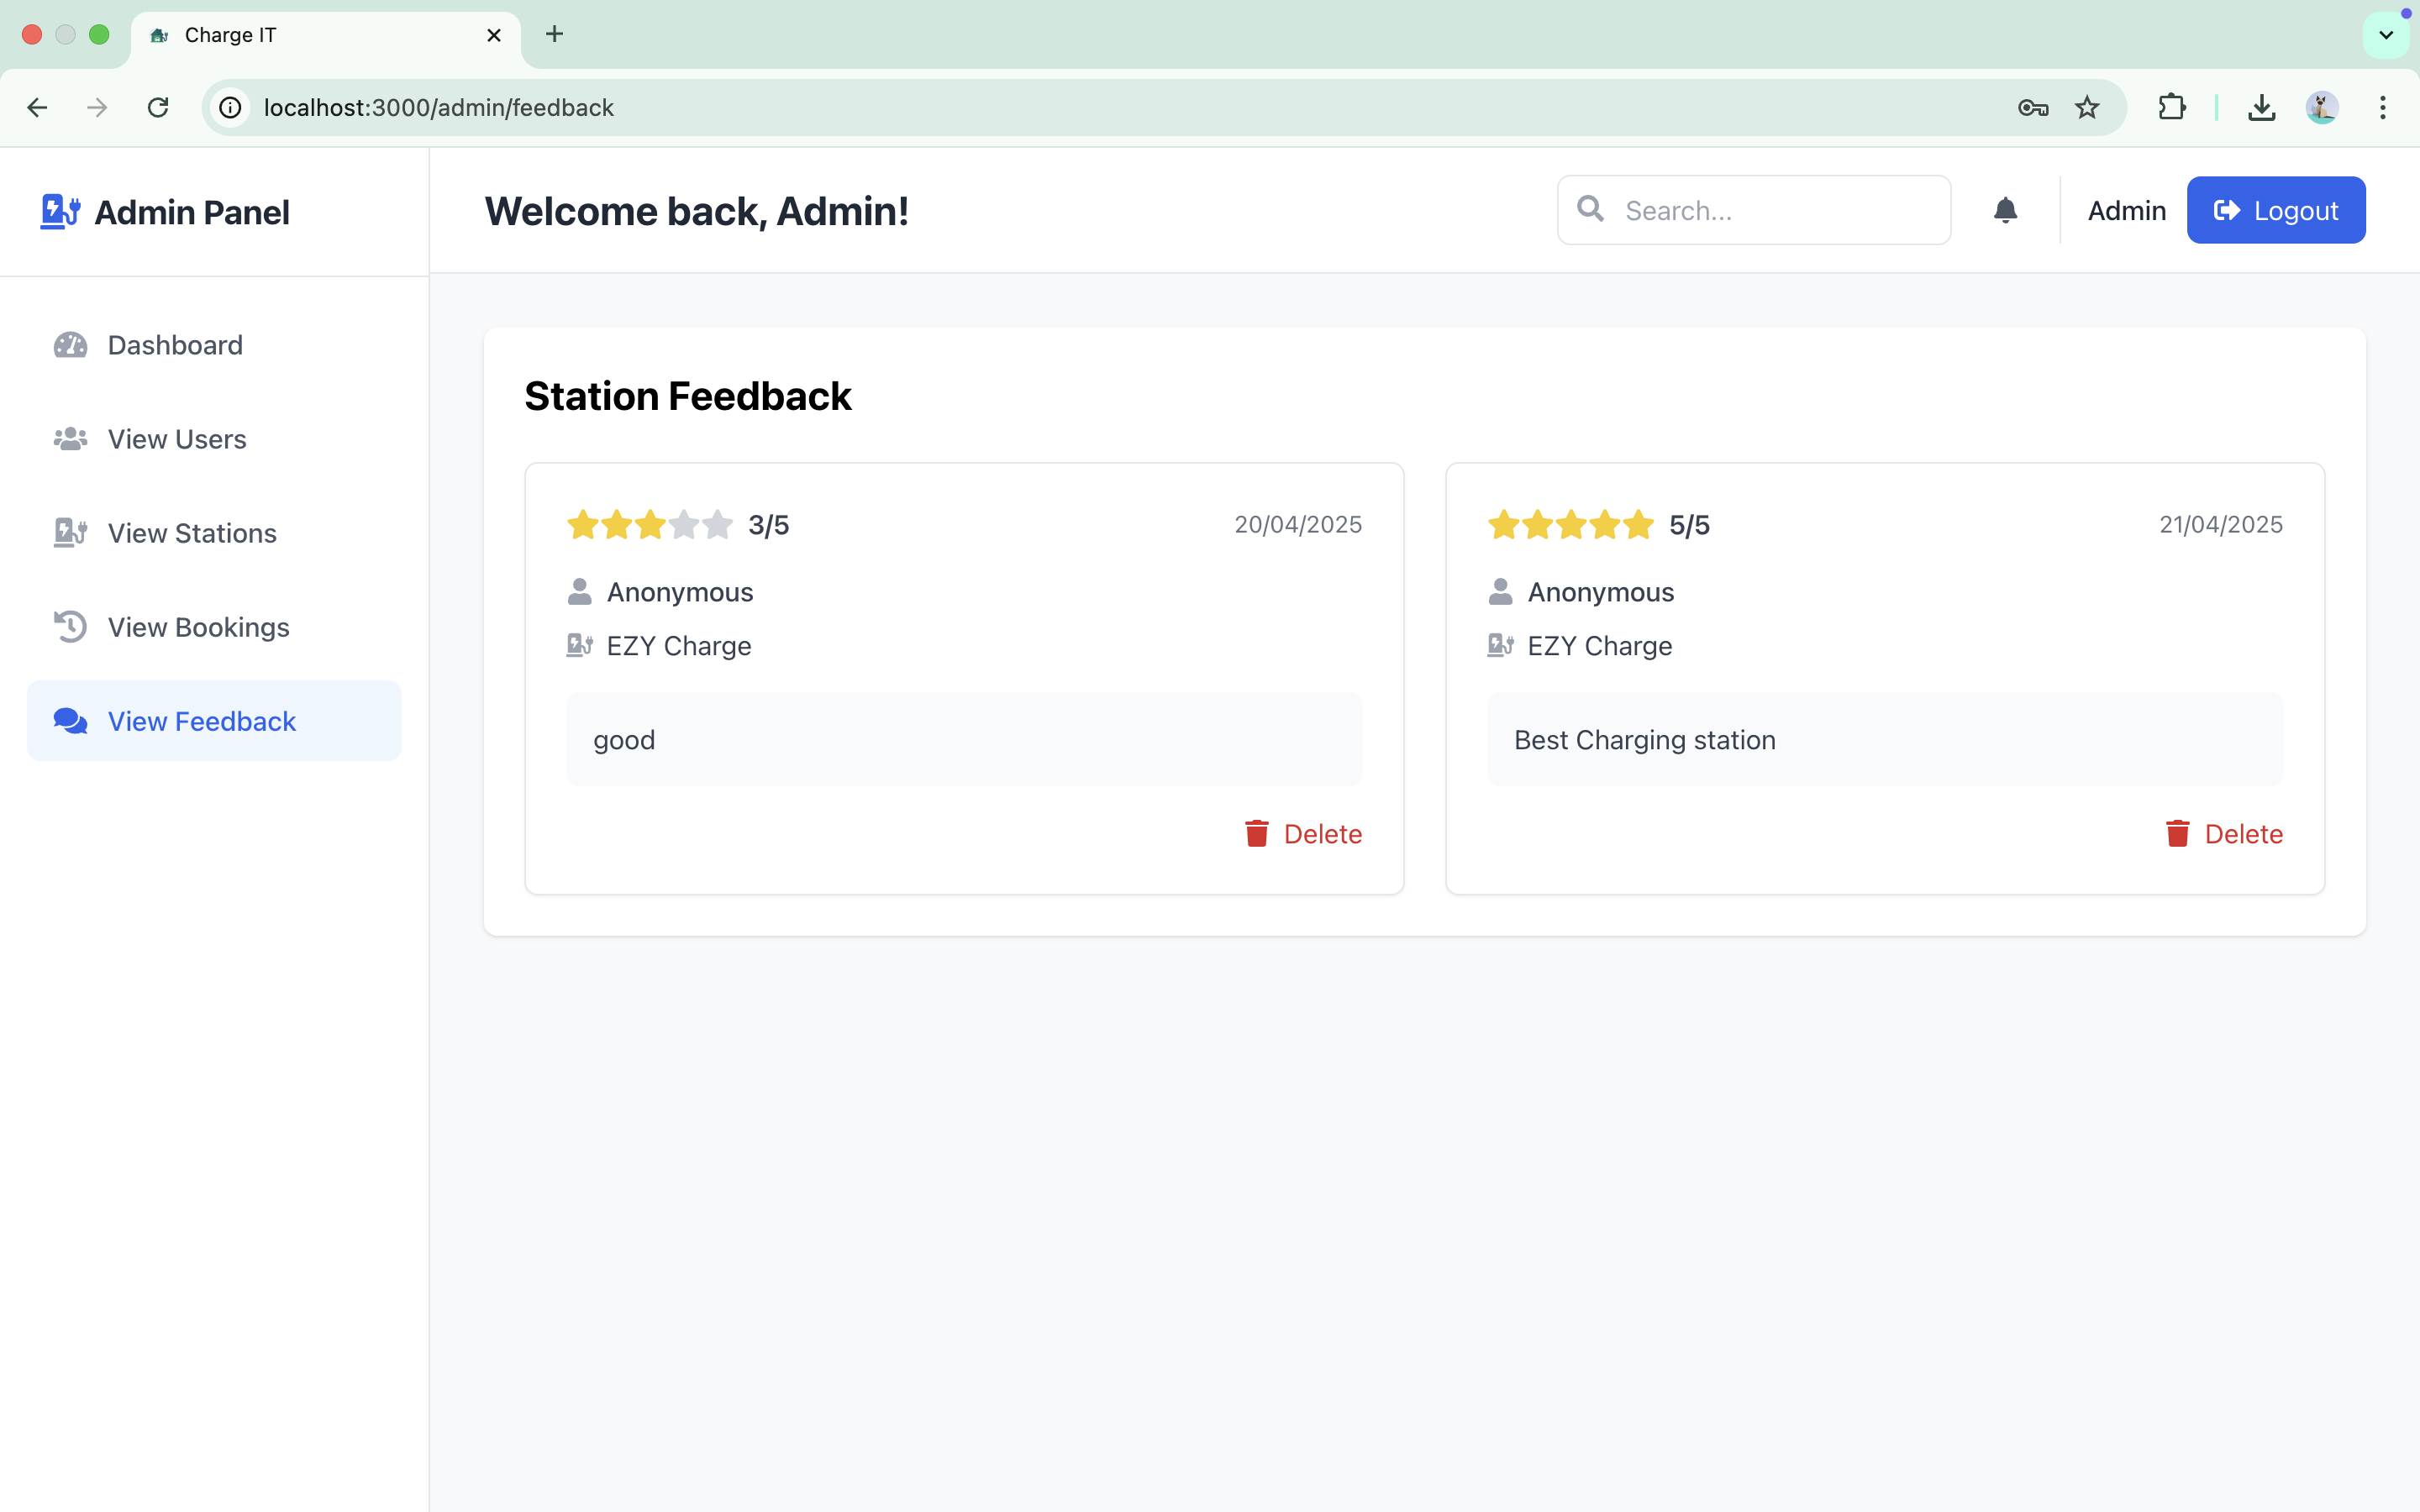 Charge IT
localhost:3000/admin/feedback
Admin Panel
Welcome back, Admin!
Search...
Admin
Logout
Dashboard
View Users
View Stations
View Bookings
View Feedback
Station Feedback
3/5
20/04/2025
Anonymous
EZY Charge
good
Delete
5/5
21/04/2025
Anonymous
EZY Charge
Best Charging station
Delete